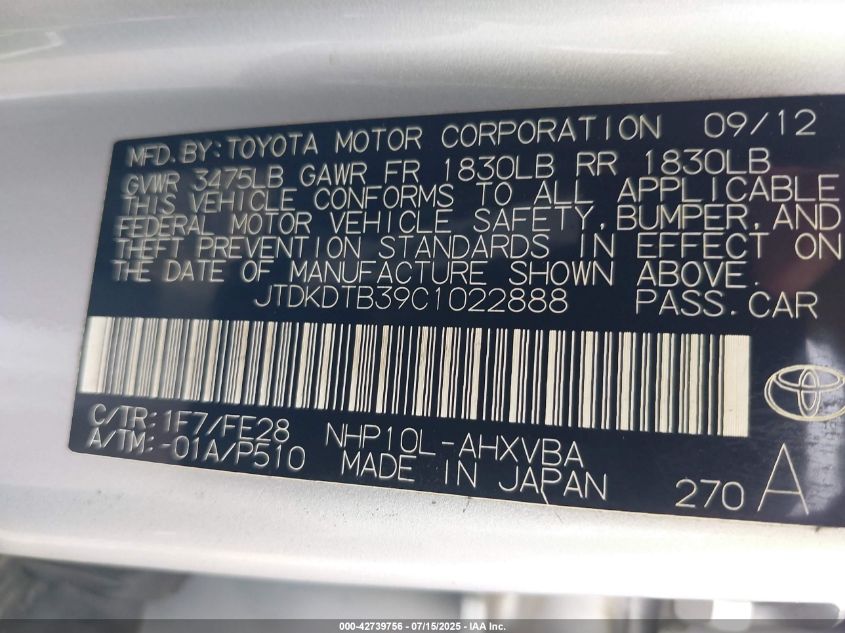 MFD. BY: TOYOTA MOTOR CORPORATION 09/12
GVWR 3475LB GAWR FR 1830LB RR 1830LB
THIS VEHICLE CONFORMS TO ALL APPLICABLE
FEDERAL MOTOR VEHICLE SAFETY, BUMPER, AND
THEFT PREVENTION STANDARDS IN EFFECT ON
THE DATE OF MANUFACTURE SHOWN ABOVE.
JTDKDTB39C1022888 PASS.CAR
C/TR: 1F7/FE28 NHP10L-AHXVBA
A/TM: -01A/P510 MADE IN JAPAN 270 A
000-42739756 - 07/15/2025 - IAA Inc.